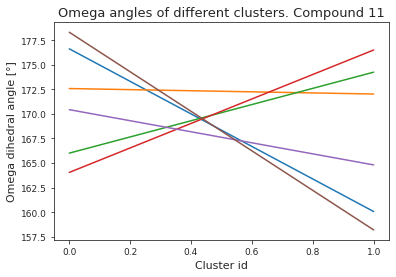 Omega angles of different clusters. Compound 11
Omega dihedral angle [°]
177.5
175.0
172.5
170.0
167.5
165.0
162.5
160.0
157.5
0.0 0.2 0.4 0.6 0.8 1.0
Cluster id